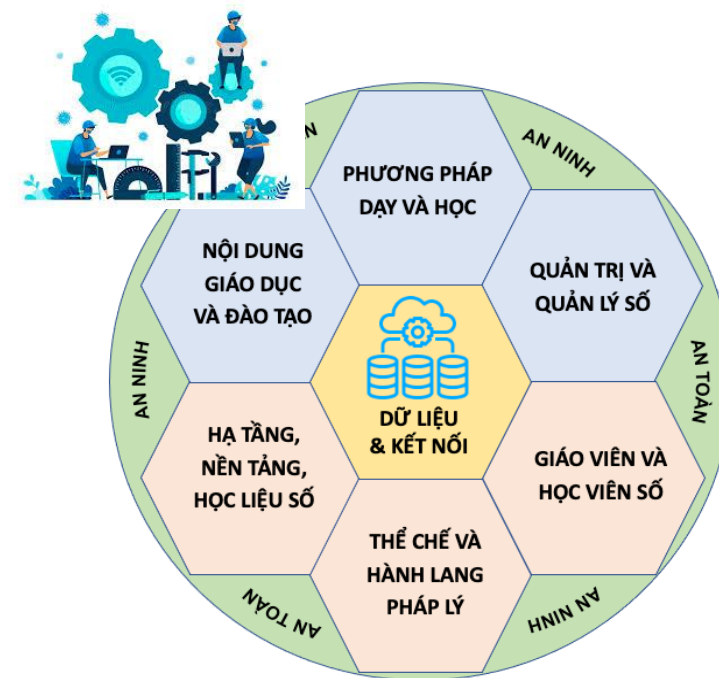 AN NINH
PHƯƠNG PHÁP
DẠY VÀ HỌC
NỘI DUNG
GIÁO DỤC
VÀ ĐÀO TẠO
QUẢN TRỊ VÀ
QUẢN LÝ SỐ
AN NINH
AN TOÀN
DỮ LIỆU
& KẾT NỐI
HẠ TẦNG,
NỀN TẢNG,
HỌC LIỆU SỐ
GIÁO VIÊN VÀ
HỌC VIÊN SỐ
THỂ CHẾ VÀ
HÀNH LANG
PHÁP LÝ
AN TOÀN
AN NINH